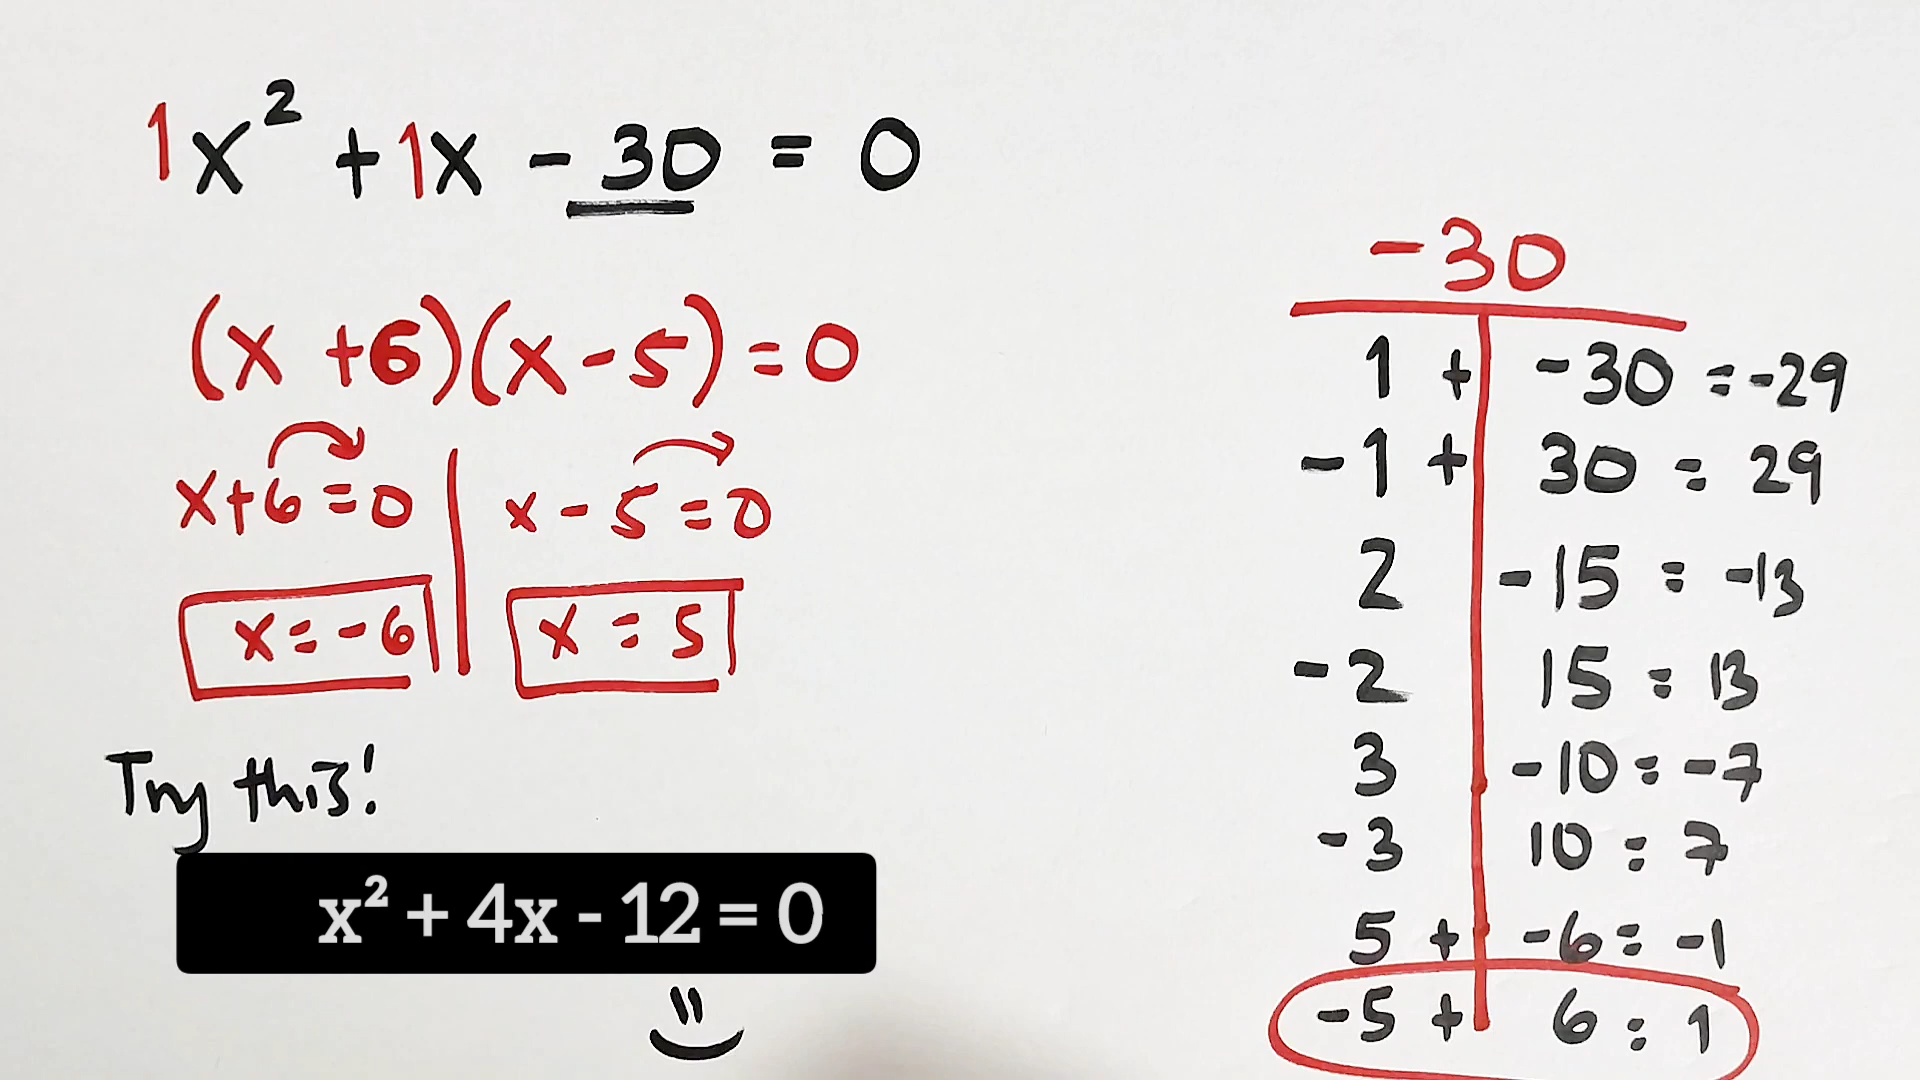 1x² + 1x - 30 = 0
(x + 6)(x - 5) = 0
x + 6 = 0
x = -6
x - 5 = 0
x = 5
Try this!
x² + 4x - 12 = 0
-30
1 + -30 = -29
-1 + 30 = 29
2 -15 = -13
-2 15 = 13
3 -10 = -7
-3 10 = 7
5 + -6 = -1
-5 + 6 = 1